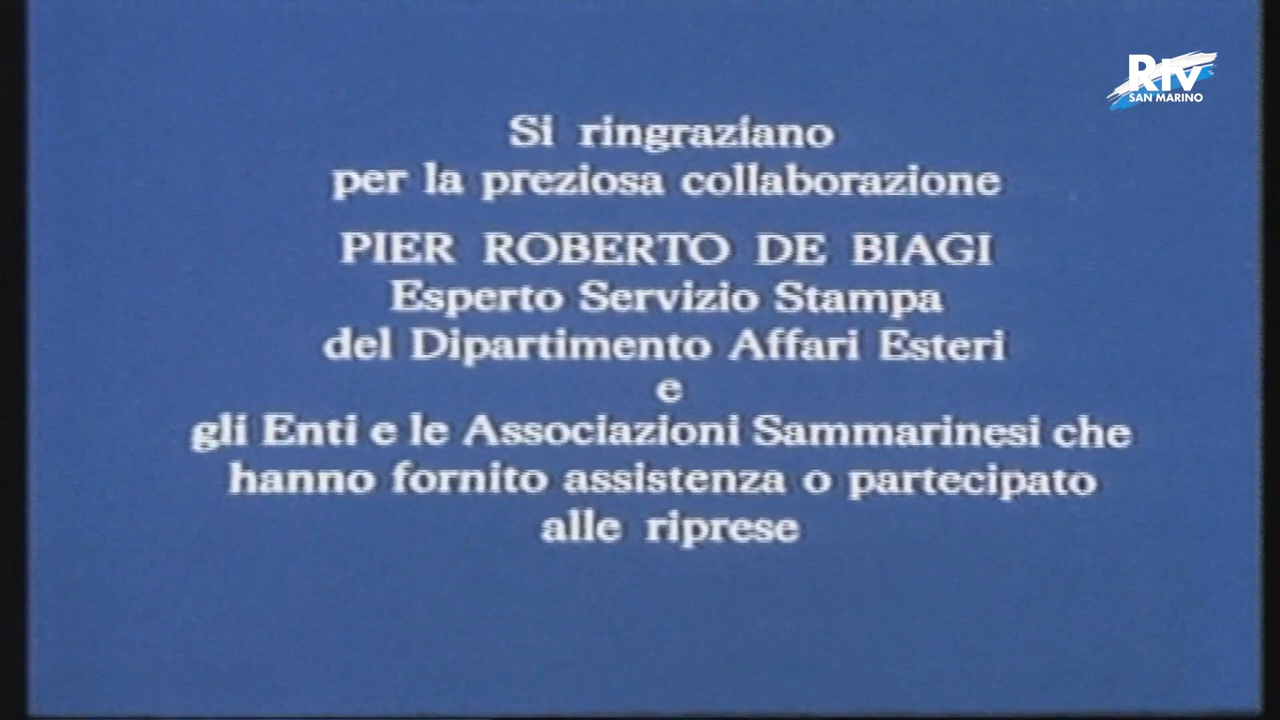 RTV
SAN MARINO
Si ringraziano
per la preziosa collaborazione
PIER ROBERTO DE BIAGI
Esperto Servizio Stampa
del Dipartimento Affari Esteri
e
gli Enti e le Associazioni Sammarinesi che
hanno fornito assistenza o partecipato
alle riprese